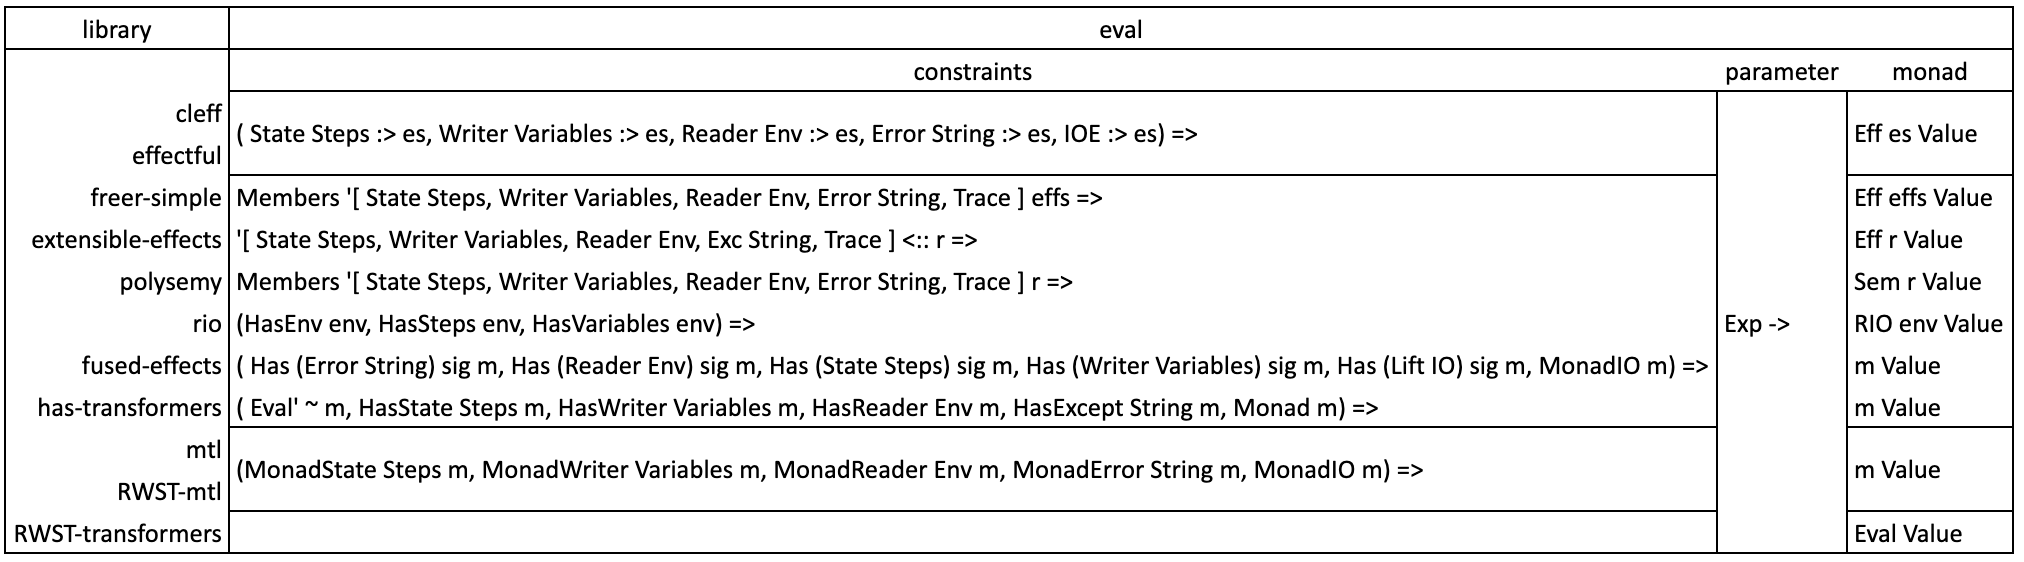 library eval
constraints parameter monad
cleff
effectful
( State Steps :> es, Writer Variables :> es, Reader Env :> es, Error String :> es, IOE :> es) => Eff es Value
freer-simple Members '[ State Steps, Writer Variables, Reader Env, Error String, Trace ] effs => Eff effs Value
extensible-effects '[ State Steps, Writer Variables, Reader Env, Exc String, Trace ] <:: r => Eff r Value
polysemy Members '[ State Steps, Writer Variables, Reader Env, Error String, Trace ] r => Sem r Value
rio (HasEnv env, HasSteps env, HasVariables env) => Exp -> RIO env Value
fused-effects ( Has (Error String) sig m, Has (Reader Env) sig m, Has (State Steps) sig m, Has (Writer Variables) sig m, Has (Lift IO) sig m, MonadIO m) => m Value
has-transformers ( Eval' ~ m, HasState Steps m, HasWriter Variables m, HasReader Env m, HasExcept String m, Monad m) => m Value
mtl
RWST-mtl
(MonadState Steps m, MonadWriter Variables m, MonadReader Env m, MonadError String m, MonadIO m) => m Value
RWST-transformers Eval Value